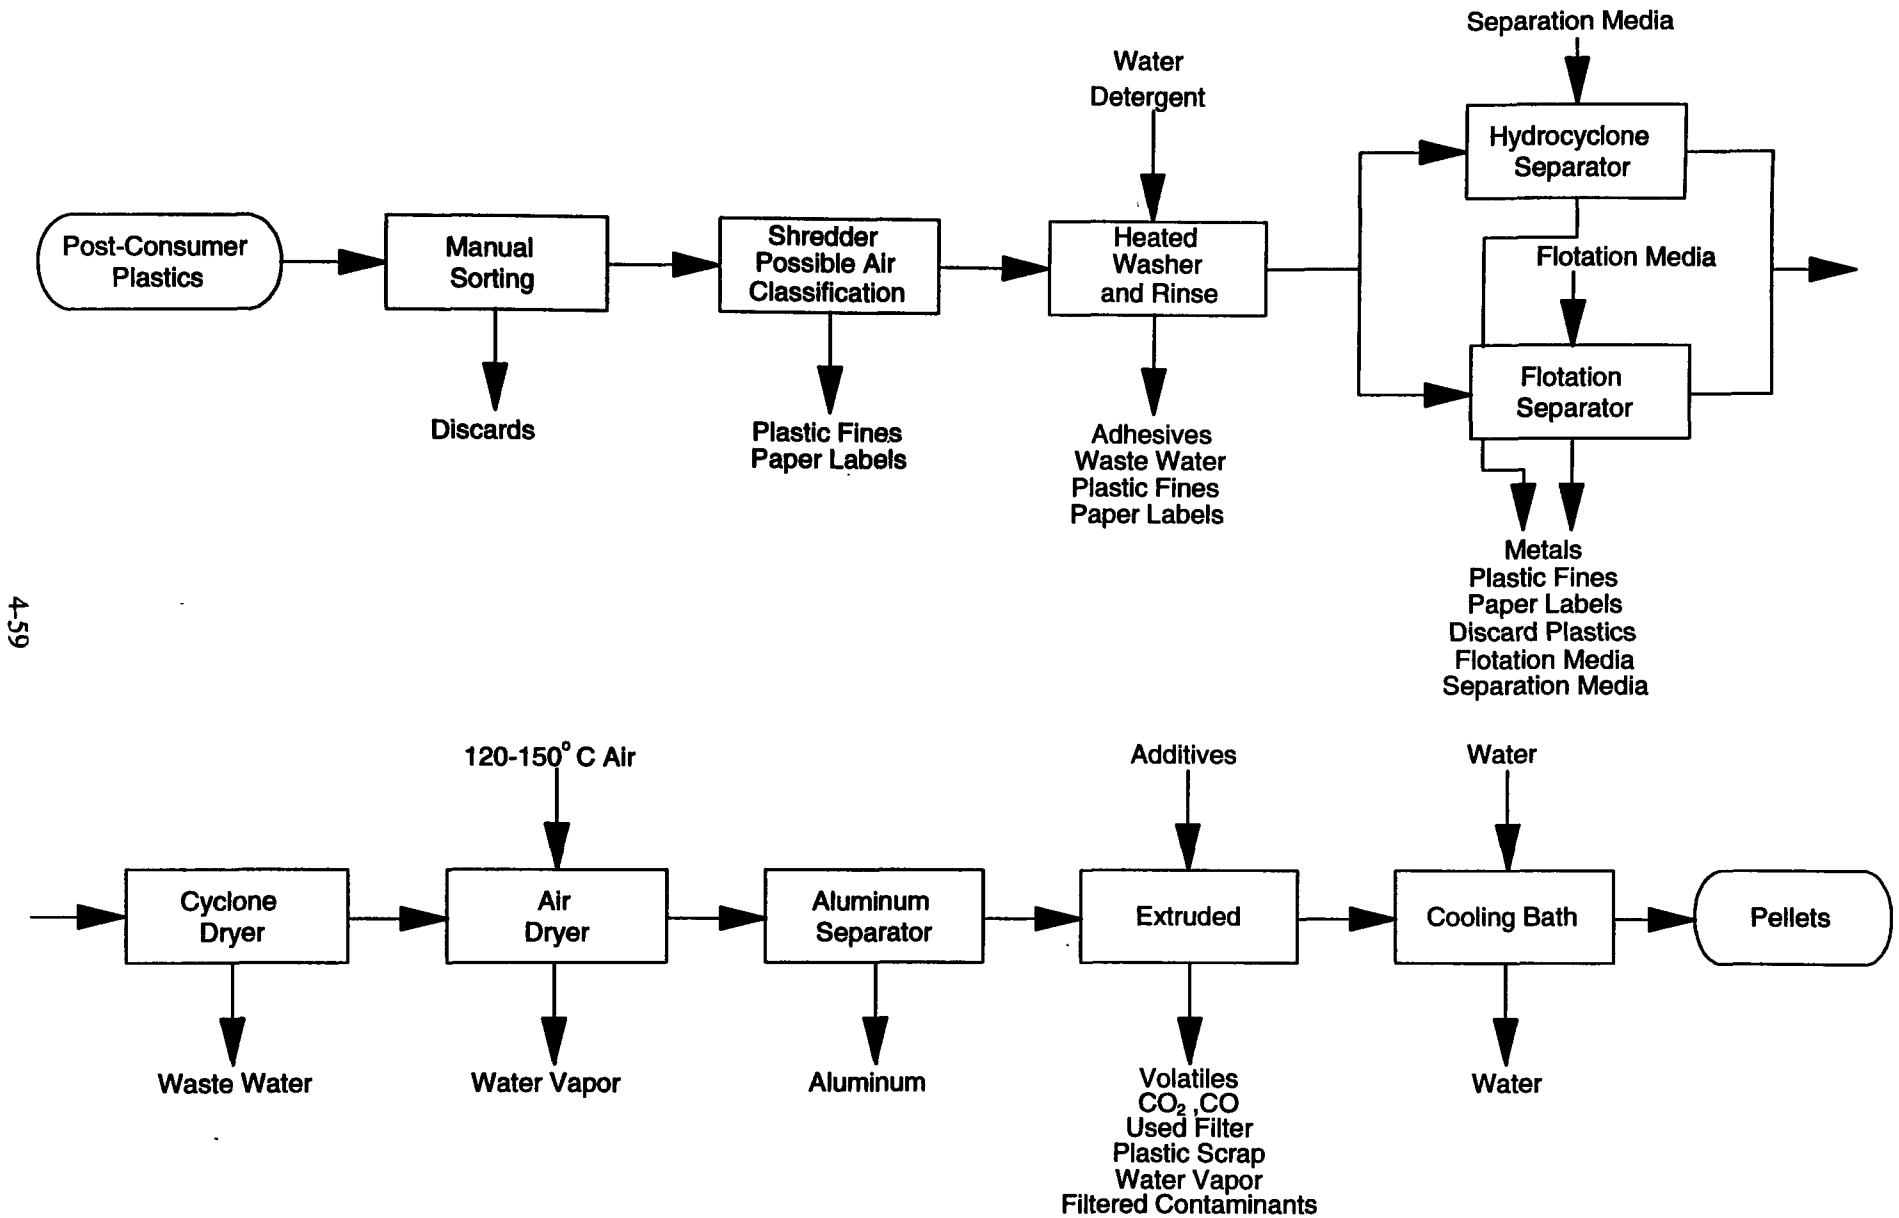 Separation Media
Water
Detergent
Hydrocyclone
Separator
Post-Consumer
Plastics
Manual
Sorting
Shredder
Possible Air
Classification
Heated
Washer
and Rinse
Flotation Media
Flotation
Separator
Discards
Plastic Fines
Paper Labels
Adhesives
Waste Water
Plastic Fines
Paper Labels
Metals
Plastic Fines
Paper Labels
Discard Plastics
Flotation Media
Separation Media
4-59
120-150° C Air
Additives
Water
Cyclone
Dryer
Air
Dryer
Aluminum
Separator
Extruded
Cooling Bath
Pellets
Waste Water
Water Vapor
Aluminum
Volatiles
CO₂ ,CO
Used Filter
Plastic Scrap
Water Vapor
Filtered Contaminants
Water